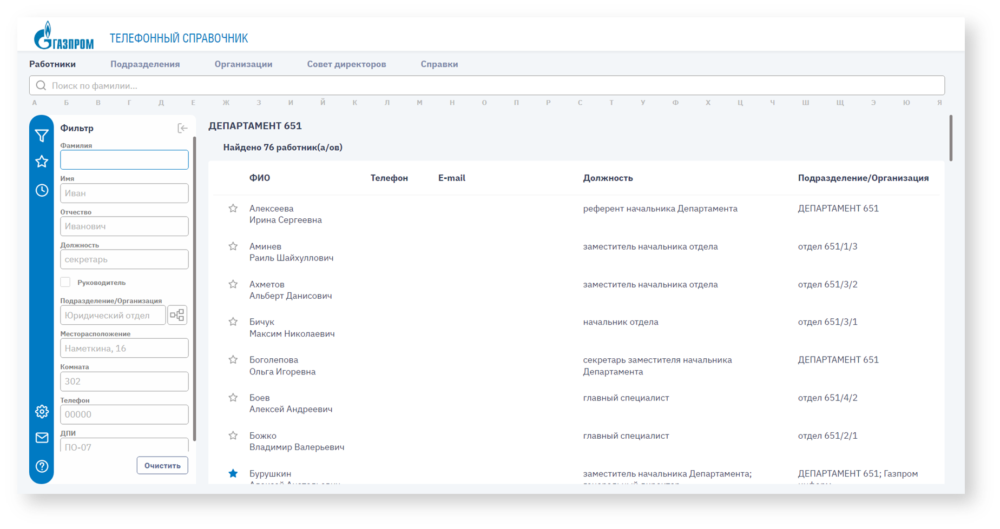 ГАЗПРОМ
ТЕЛЕФОННЫЙ СПРАВОЧНИК
Работники Подразделения Организации Совет директоров Справки
Поиск по фамилии...
А Б В Г Д Е Ж З И Й К Л М Н О П Р С Т У Ф Х Ц Ч Ш Щ Э Ю Я
Фильтр
Фамилия
Имя
Иван
Отчество
Иванович
Должность
секретарь
Руководитель
Подразделение/Организация
Юридический отдел
Месторасположение
Наметкина, 16
Комната
302
Телефон
00000
ДПИ
ПО-07
Очистить
ДЕПАРТАМЕНТ 651
Найдено 76 работник(а/ов)
ФИО Телефон E-mail Должность Подразделение/Организация
Алексеева референт начальника Департамента ДЕПАРТАМЕНТ 651
Ирина Сергеевна
Аминев заместитель начальника отдела отдел 651/1/3
Раиль Шайхуллович
Ахметов заместитель начальника отдела отдел 651/3/2
Альберт Данисович
Бичук начальник отдела отдел 651/3/1
Максим Николаевич
Боголепова секретарь заместителя начальника ДЕПАРТАМЕНТ 651
Ольга Игоревна Департамента
Боев главный специалист отдел 651/4/2
Алексей Андреевич
Божко главный специалист отдел 651/2/1
Владимир Валерьевич
Бурушкин заместитель начальника Департамента; ДЕПАРТАМЕНТ 651; Газпром
Алексей Анатольевич генеральный директор информ